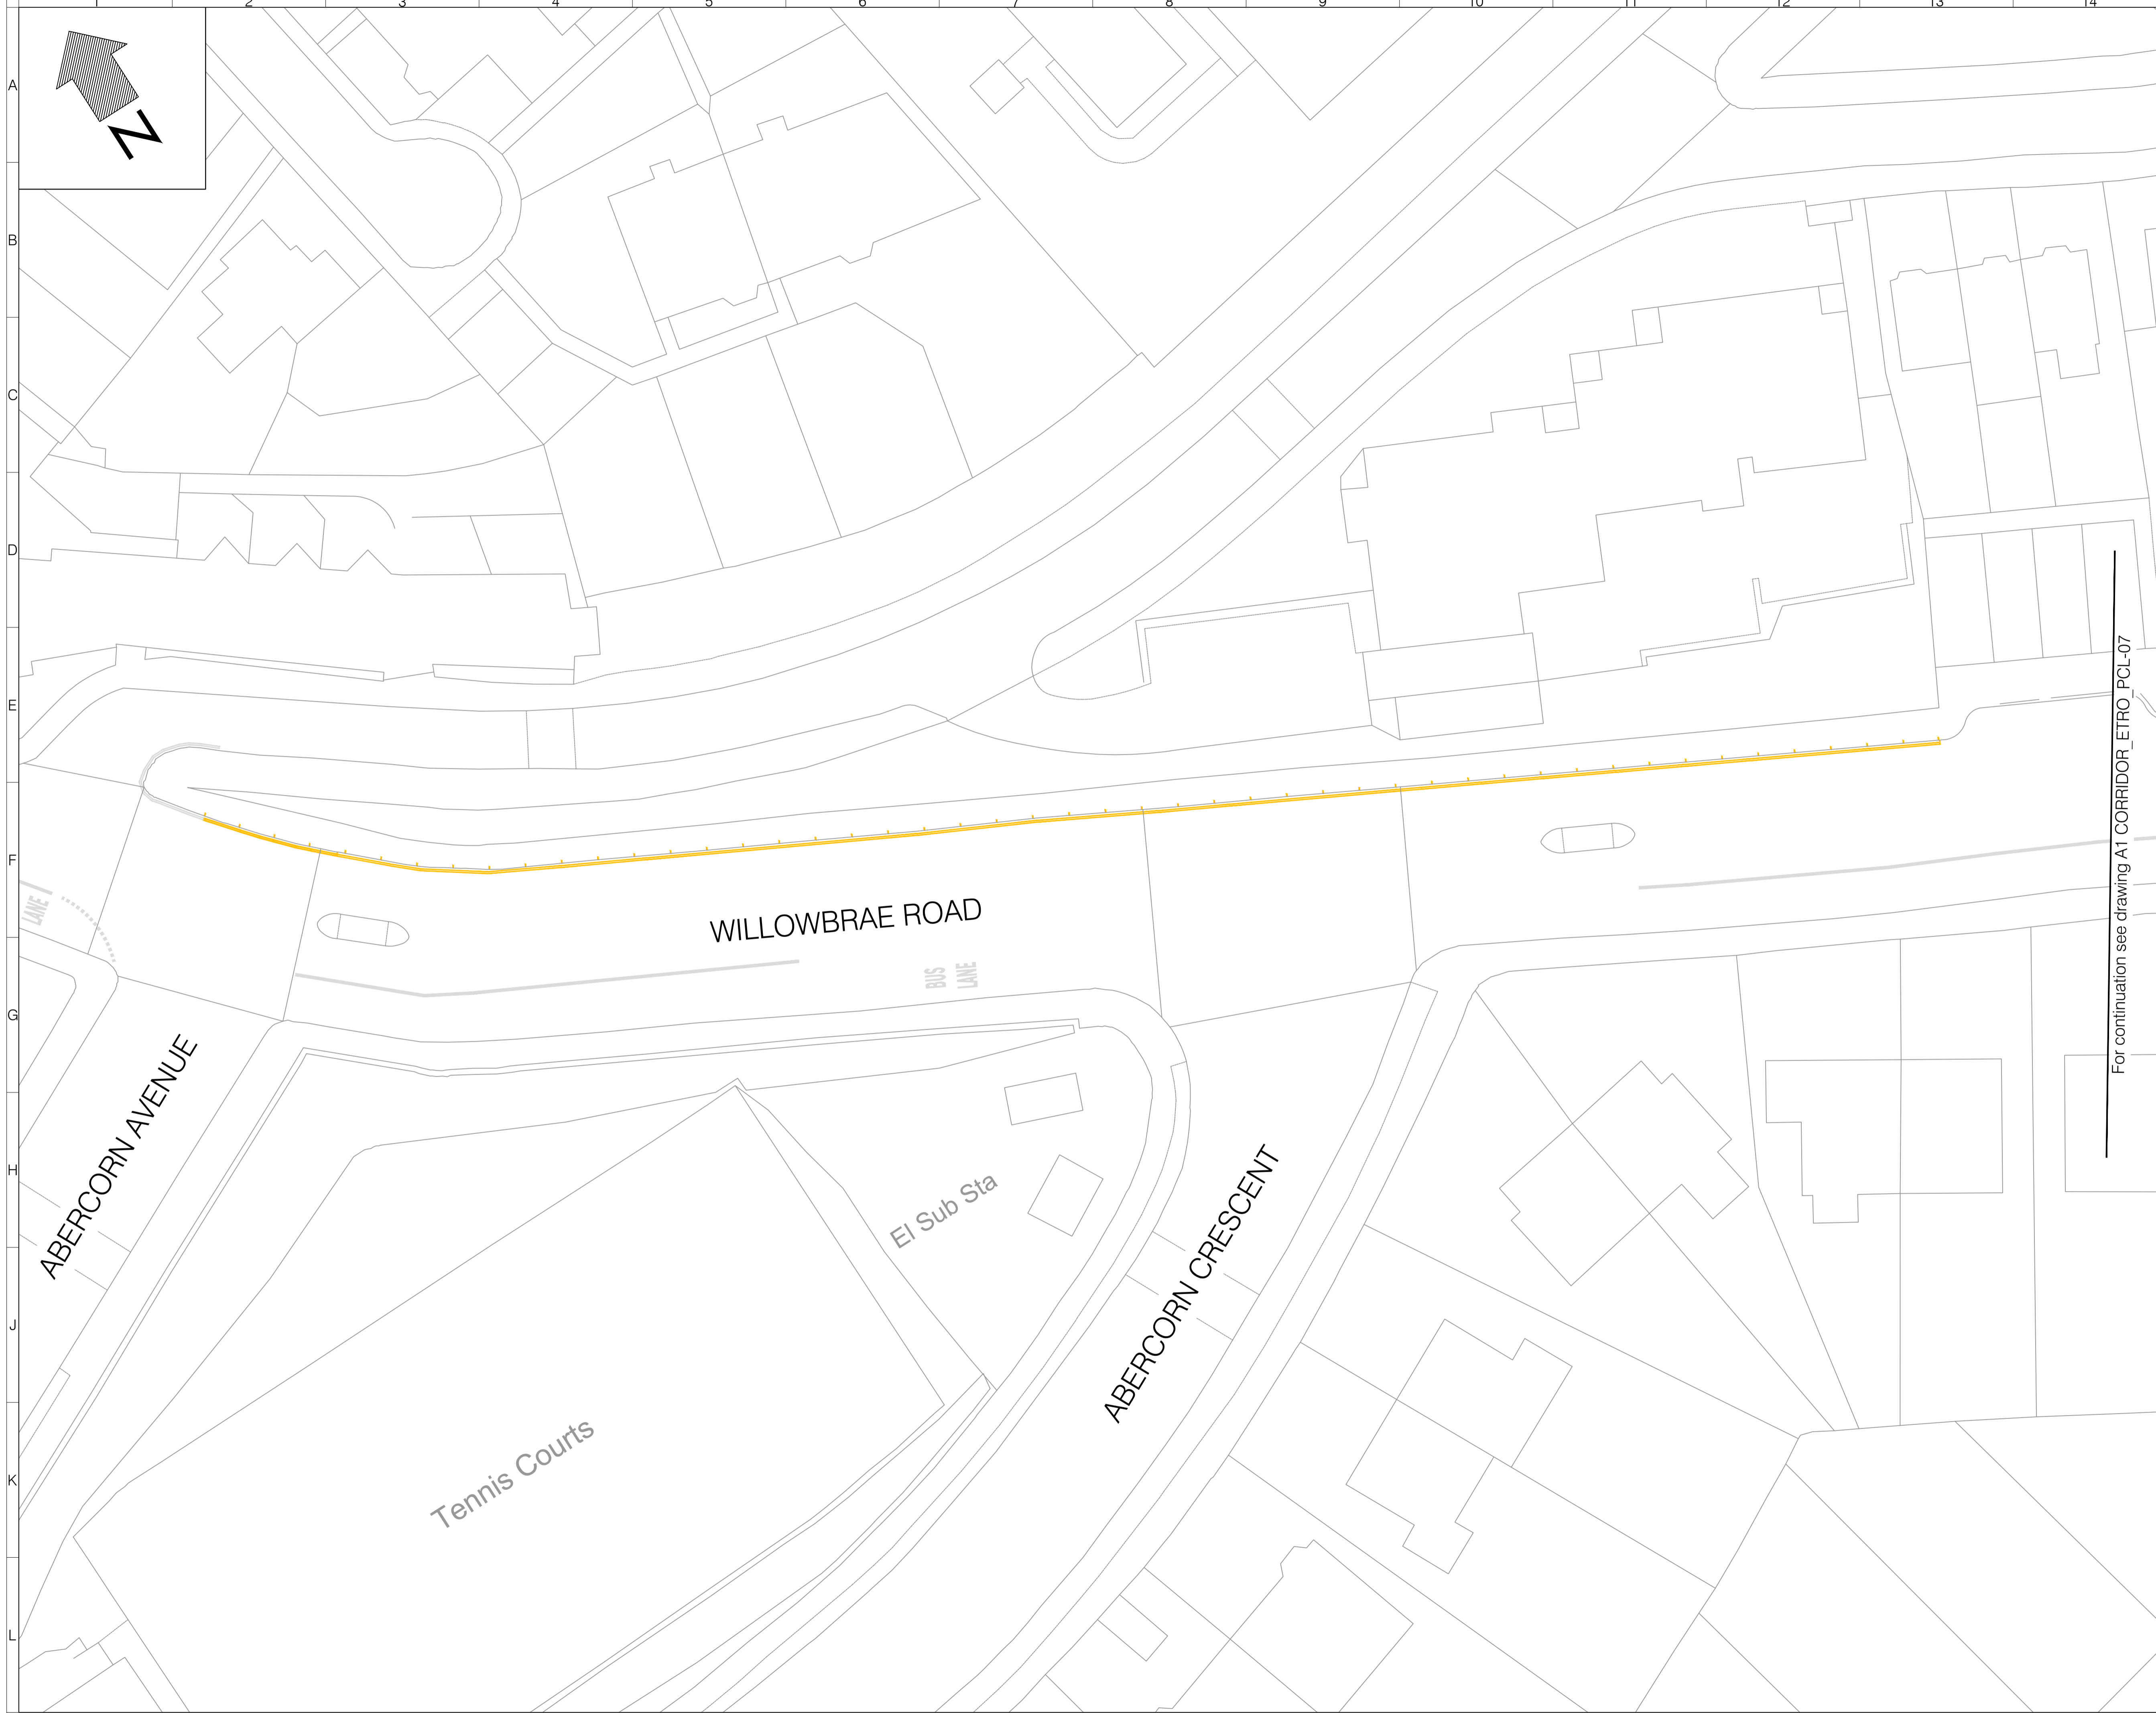 1 2 3 4 5 6 7 8 9 10 11 12 13 14
A
B
C
D
E
F
G
H
J
K
L
N
For continuation see drawing A1 CORRIDOR_ETRO_PCL-07
LANE
WILLOWBRAE ROAD
BUS
LANE
ABERCORN AVENUE
ABERCORN CRESCENT
El Sub Sta
Tennis Courts